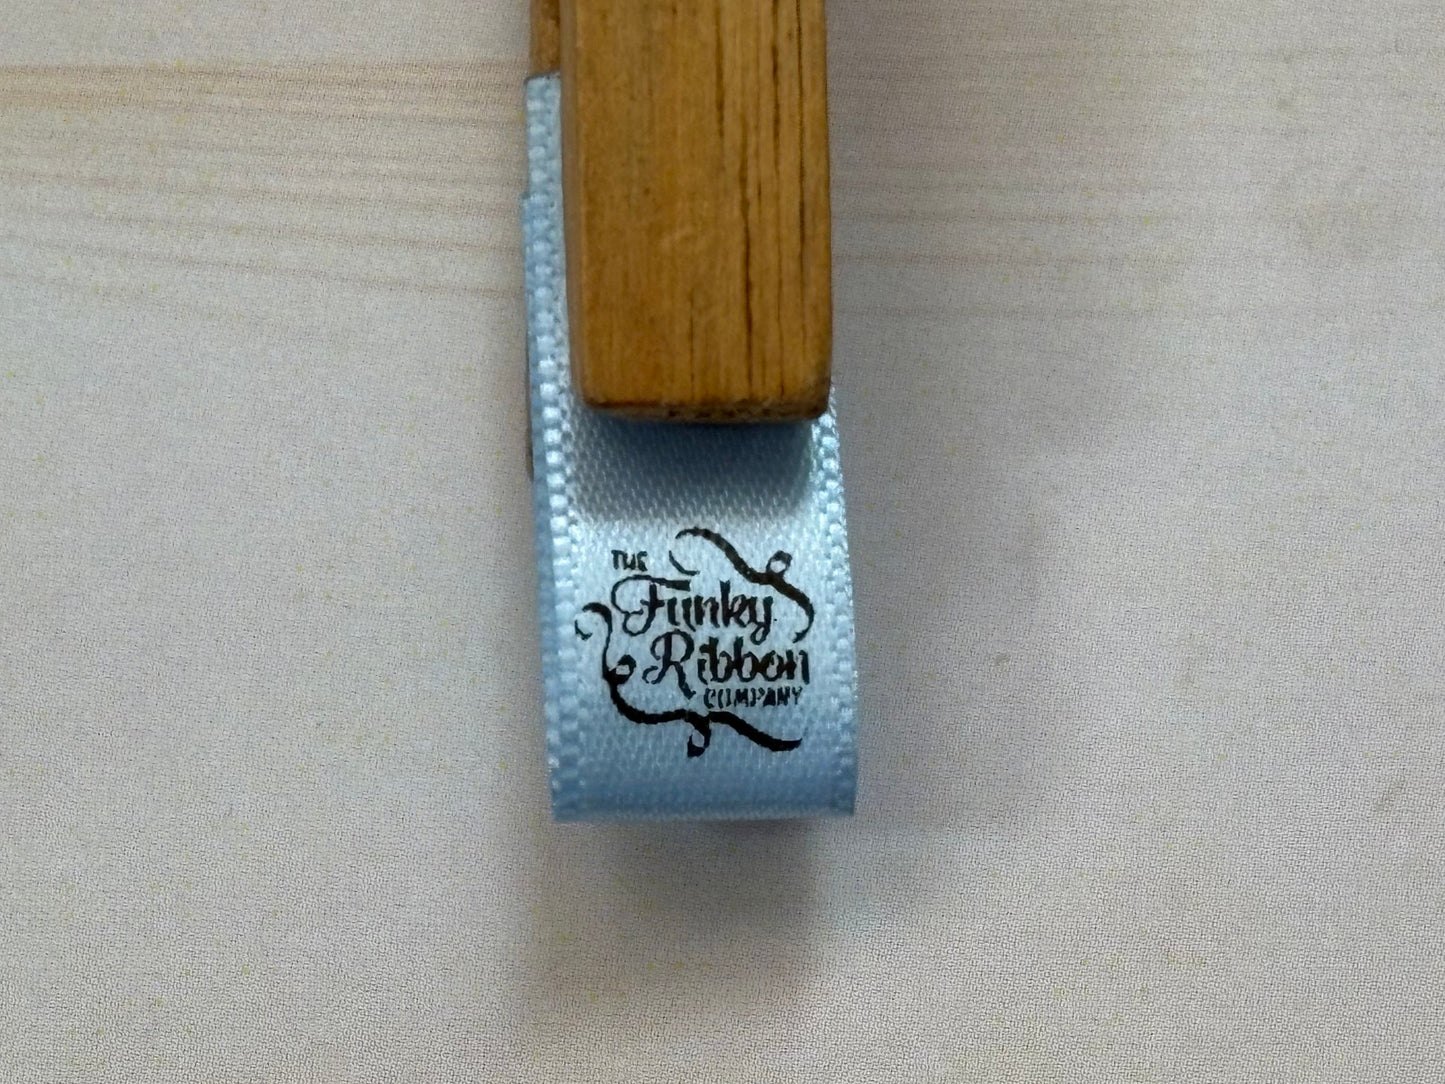 THE
Funky
Ribbon
COMPANY